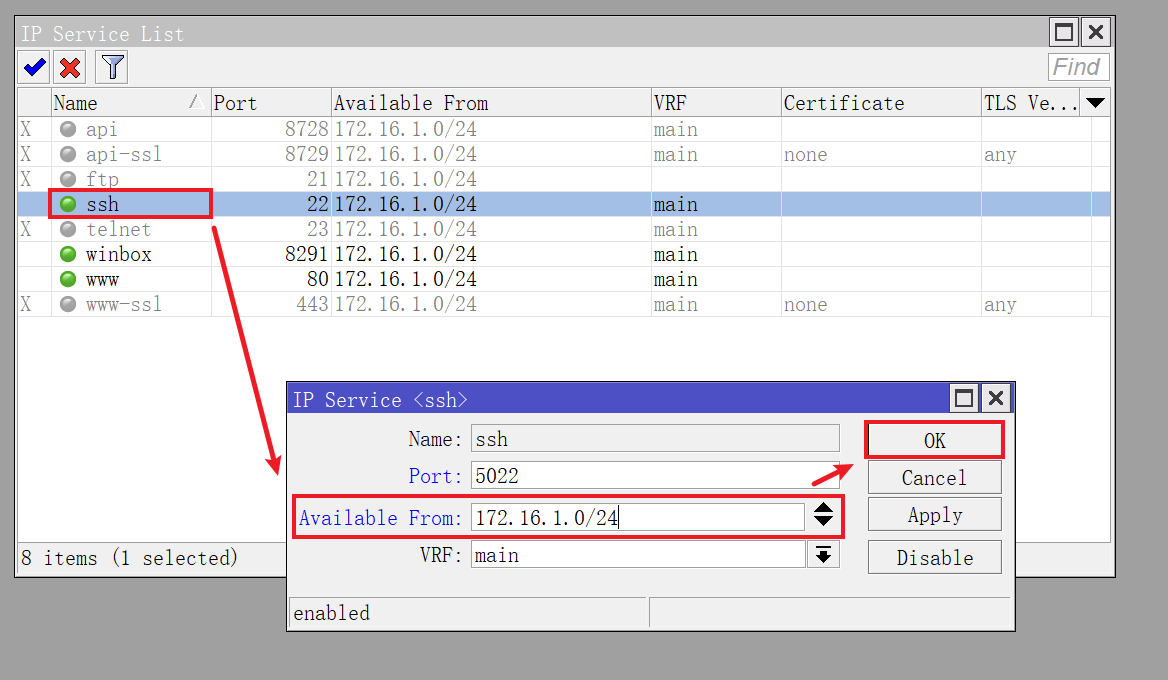 IP Service List
Find
Name Port Available From VRF Certificate TLS Ve...
X api 8728 172.16.1.0/24 main
X api-ssl 8729 172.16.1.0/24 main none any
X ftp 21 172.16.1.0/24
ssh 22 172.16.1.0/24 main
X telnet 23 172.16.1.0/24 main
winbox 8291 172.16.1.0/24 main
www 80 172.16.1.0/24 main
X www-ssl 443 172.16.1.0/24 main none any
8 items (1 selected)
IP Service <ssh>
Name: ssh
OK
Port: 5022
Cancel
Available From: 172.16.1.0/24
Apply
VRF: main
Disable
enabled